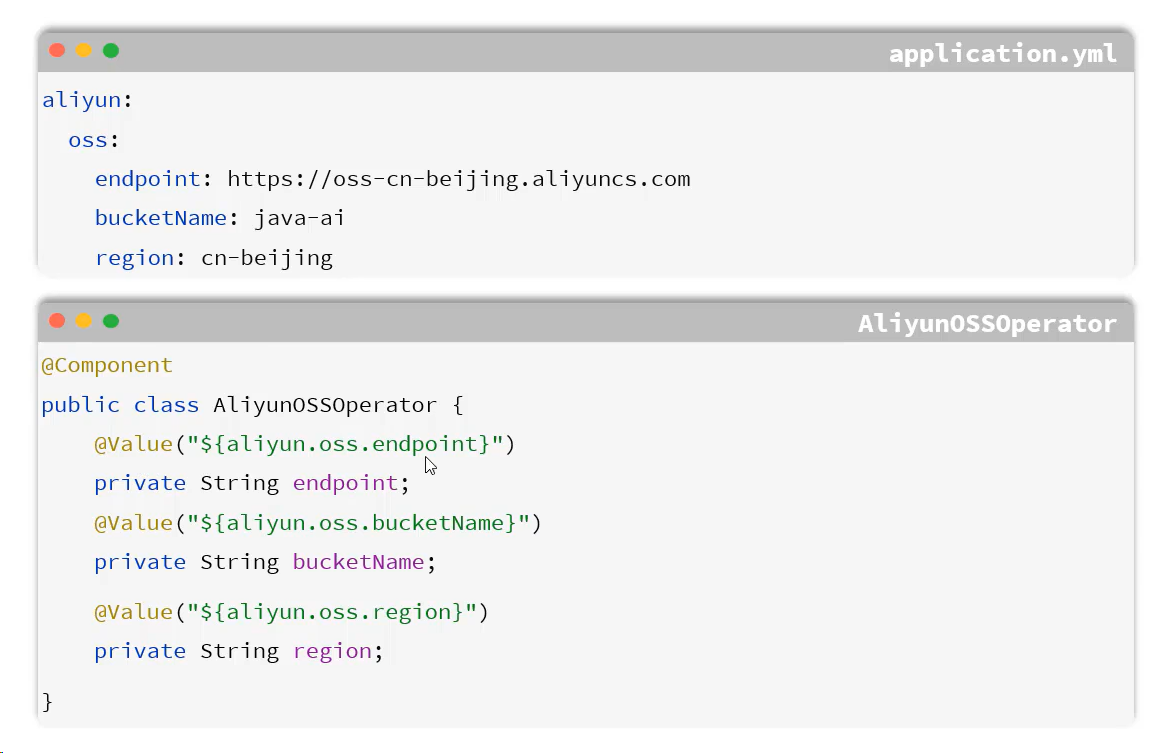 application.yml
aliyun:
  oss:
    endpoint: https://oss-cn-beijing.aliyuncs.com
    bucketName: java-ai
    region: cn-beijing
AliyunOSSOperator
@Component
public class AliyunOSSOperator {
    @Value("${aliyun.oss.endpoint}")
    private String endpoint;
    @Value("${aliyun.oss.bucketName}")
    private String bucketName;
    @Value("${aliyun.oss.region}")
    private String region;
}